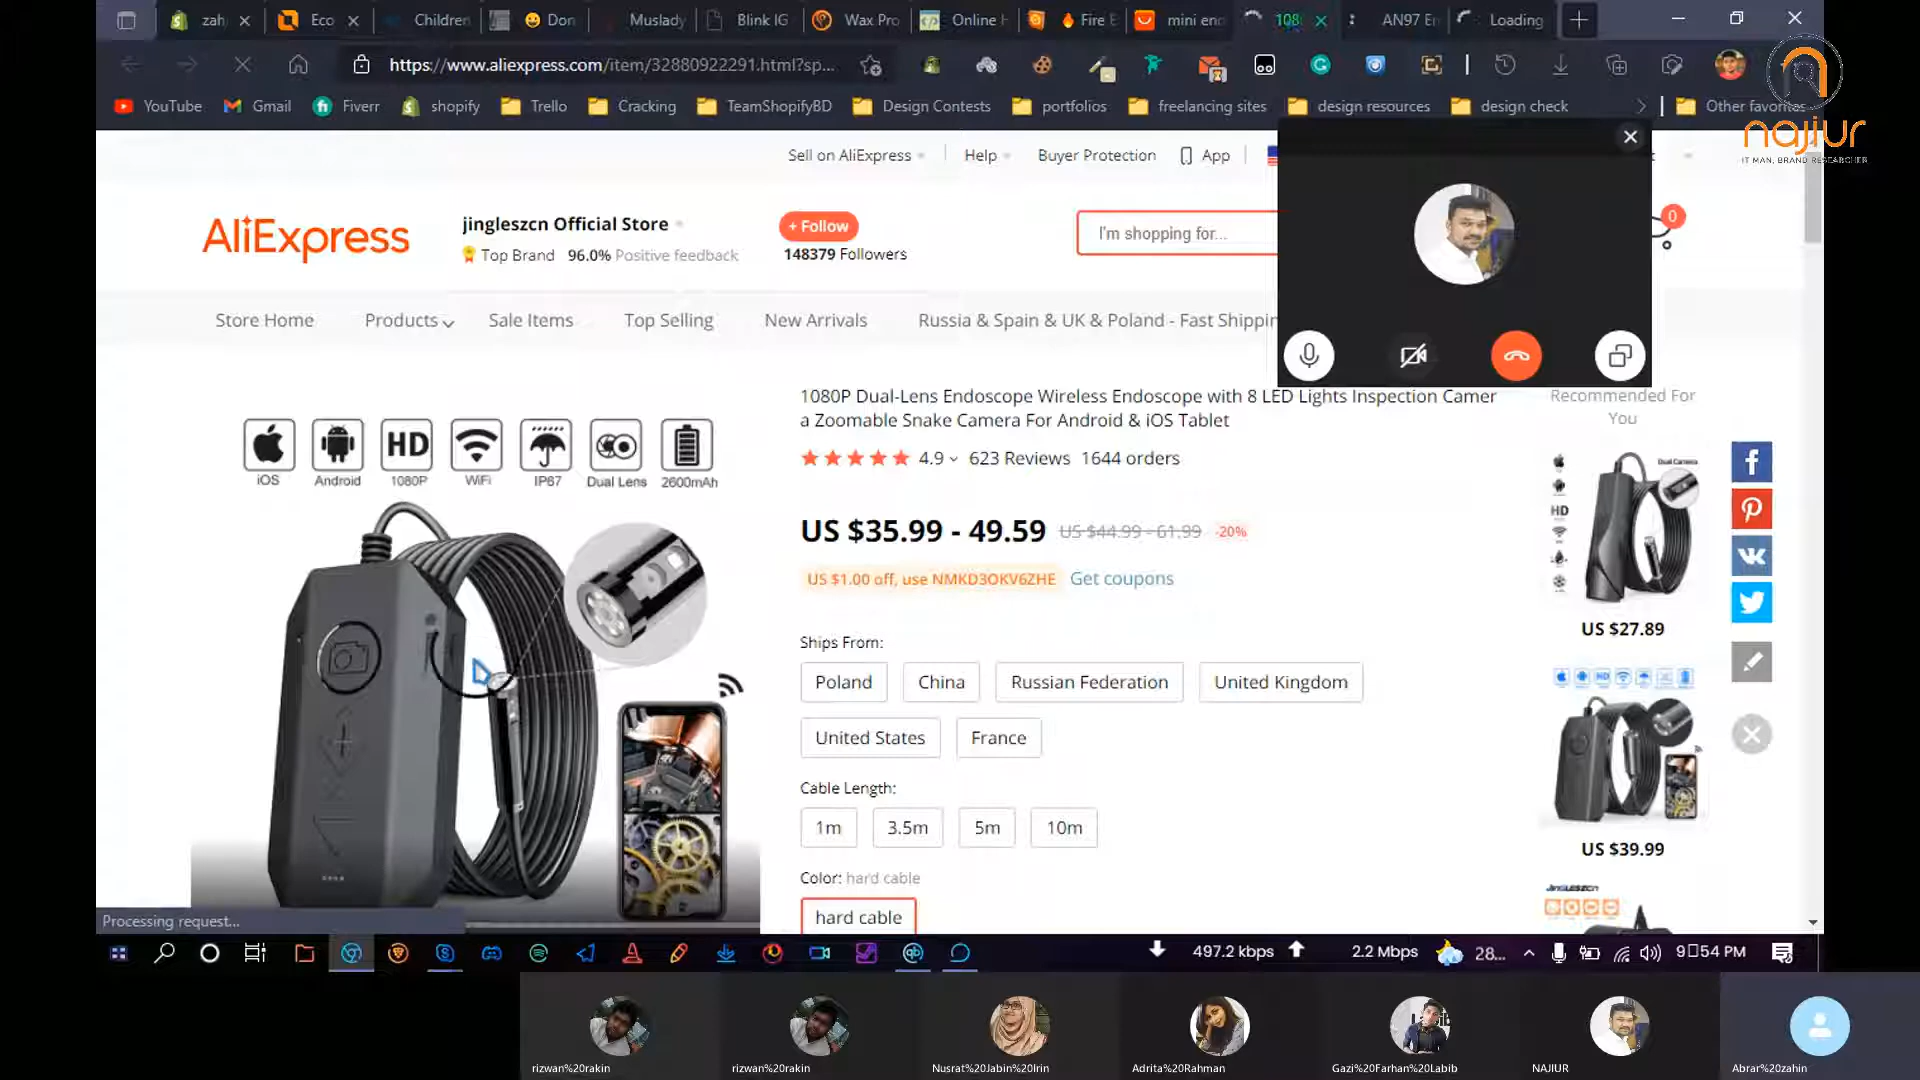 zah
Eco
Children
Don
Muslady
Blink IG
Wax Pro
Online H
Fire E
mini end
108
AN97 E
Loading
https://www.aliexpress.com/item/32880922291.html?sp...
YouTube
Gmail
Fiverr
shopify
Trello
Cracking
TeamShopifyBD
Design Contests
portfolios
freelancing sites
design resources
design check
Other favorites
najiur
IT MAN, BRAND RESEARCHER
Sell on AliExpress
Help
Buyer Protection
App
AliExpress
jingleszcn Official Store
+ Follow
Top Brand 96.0% Positive feedback
148379 Followers
I'm shopping for...
0
Store Home
Products
Sale Items
Top Selling
New Arrivals
Russia & Spain & UK & Poland - Fast Shippin
1080P Dual-Lens Endoscope Wireless Endoscope with 8 LED Lights Inspection Camer
a Zoomable Snake Camera For Android & iOS Tablet
4.9 623 Reviews 1644 orders
US $35.99 - 49.59 US $44.99 - 61.99 -20%
US $1.00 off, use NMKD3OKV6ZHE Get coupons
Ships From:
Poland
China
Russian Federation
United Kingdom
United States
France
Cable Length:
1m
3.5m
5m
10m
Color: hard cable
hard cable
HD
iOS
Android
1080P
WiFi
IP67
Dual Lens
2600mAh
Recommended For
You
Dual Camera
HD
US $27.89
US $39.99
Jingleszcn
Processing request...
497.2 kbps
2.2 Mbps
28...
9:54 PM
rizwan%20rakin
rizwan%20rakin
Nusrat%20Jabin%20Irin
Adrita%20Rahman
Gazi%20Farhan%20Labib
NAJIUR
Abrar%20zahin